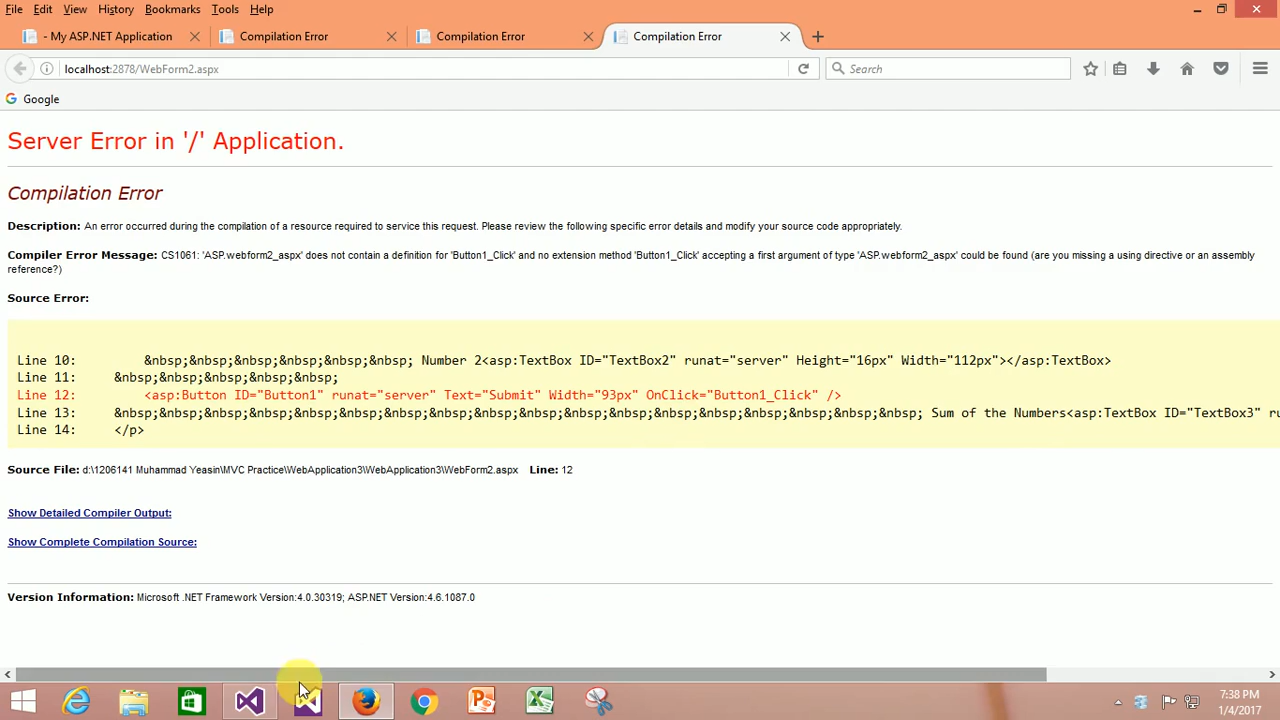 File Edit View History Bookmarks Tools Help
- My ASP.NET Application Compilation Error Compilation Error Compilation Error
localhost:2878/WebForm2.aspx Search
Google
Server Error in '/' Application.
Compilation Error
Description: An error occurred during the compilation of a resource required to service this request. Please review the following specific error details and modify your source code appropriately.
Compiler Error Message: CS1061: 'ASP.webform2_aspx' does not contain a definition for 'Button1_Click' and no extension method 'Button1_Click' accepting a first argument of type 'ASP.webform2_aspx' could be found (are you missing a using directive or an assembly
reference?)
Source Error:
Line 10: &nbsp;&nbsp;&nbsp;&nbsp;&nbsp;&nbsp; Number 2<asp:TextBox ID="TextBox2" runat="server" Height="16px" Width="112px"></asp:TextBox>
Line 11: &nbsp;&nbsp;&nbsp;&nbsp;&nbsp;
Line 12: <asp:Button ID="Button1" runat="server" Text="Submit" Width="93px" OnClick="Button1_Click" />
Line 13: &nbsp;&nbsp;&nbsp;&nbsp;&nbsp;&nbsp;&nbsp;&nbsp;&nbsp;&nbsp;&nbsp;&nbsp;&nbsp;&nbsp;&nbsp;&nbsp;&nbsp;&nbsp; Sum of the Numbers<asp:TextBox ID="TextBox3" ru
Line 14: </p>
Source File: d:\1206141 Muhammad Yeasin\MVC Practice\WebApplication3\WebApplication3\WebForm2.aspx Line: 12
Show Detailed Compiler Output:
Show Complete Compilation Source:
Version Information: Microsoft .NET Framework Version:4.0.30319; ASP.NET Version:4.6.1087.0
7:38 PM
1/4/2017